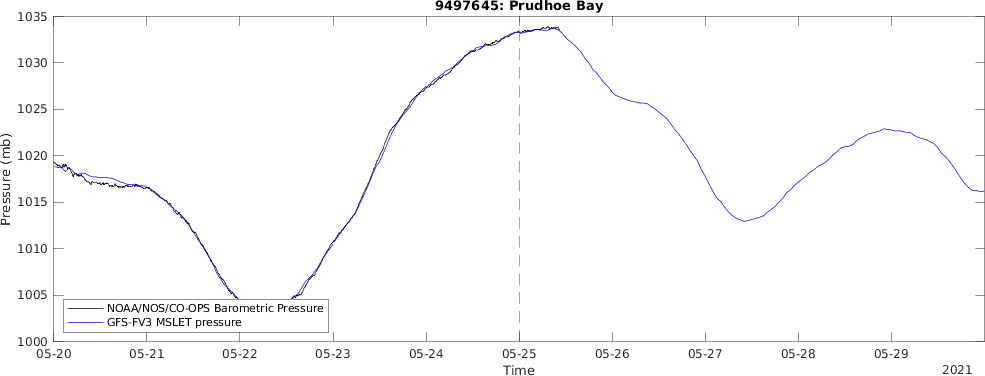 9497645: Prudhoe Bay
1035
1030
1025
1020
1015
1010
1005
1000
Pressure (mb)
NOAA/NOS/CO-OPS Barometric Pressure
GFS-FV3 MSLET pressure
05-20 05-21 05-22 05-23 05-24 05-25 05-26 05-27 05-28 05-29
Time
2021